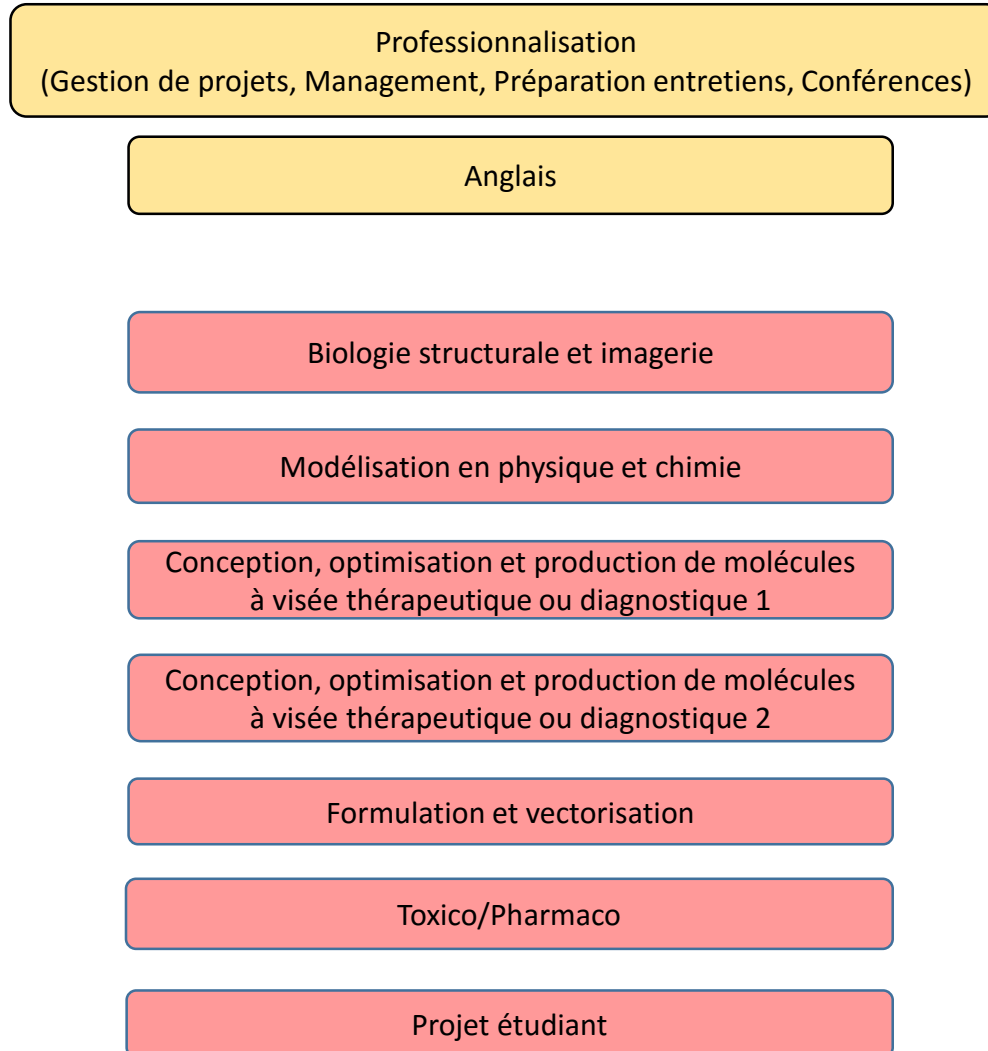 Professionnalisation
(Gestion de projets, Management, Préparation entretiens, Conférences)
Anglais
Biologie structurale et imagerie
Modélisation en physique et chimie
Conception, optimisation et production de molécules
à visée thérapeutique ou diagnostique 1
Conception, optimisation et production de molécules
à visée thérapeutique ou diagnostique 2
Formulation et vectorisation
Toxico/Pharmaco
Projet étudiant